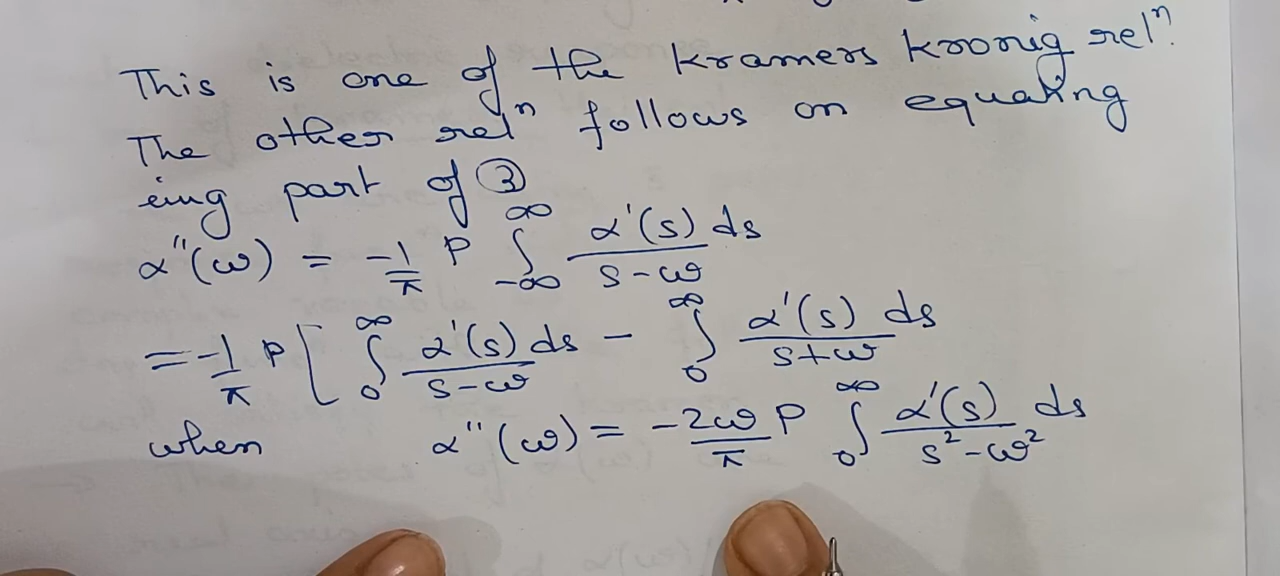 This is one of the Kramers Kronig relⁿ.
The other relⁿ follows on equating
eing part of ③
α''(ω) = -1/π P ∫_{-∞}^{∞} α'(s) ds / s-ω
= -1/π P [ ∫_0^∞ α'(s) ds / s-ω - ∫_0^∞ α'(s) ds / s+ω
when α''(ω) = -2ω/π P ∫_0^∞ α'(s) ds / s²-ω²